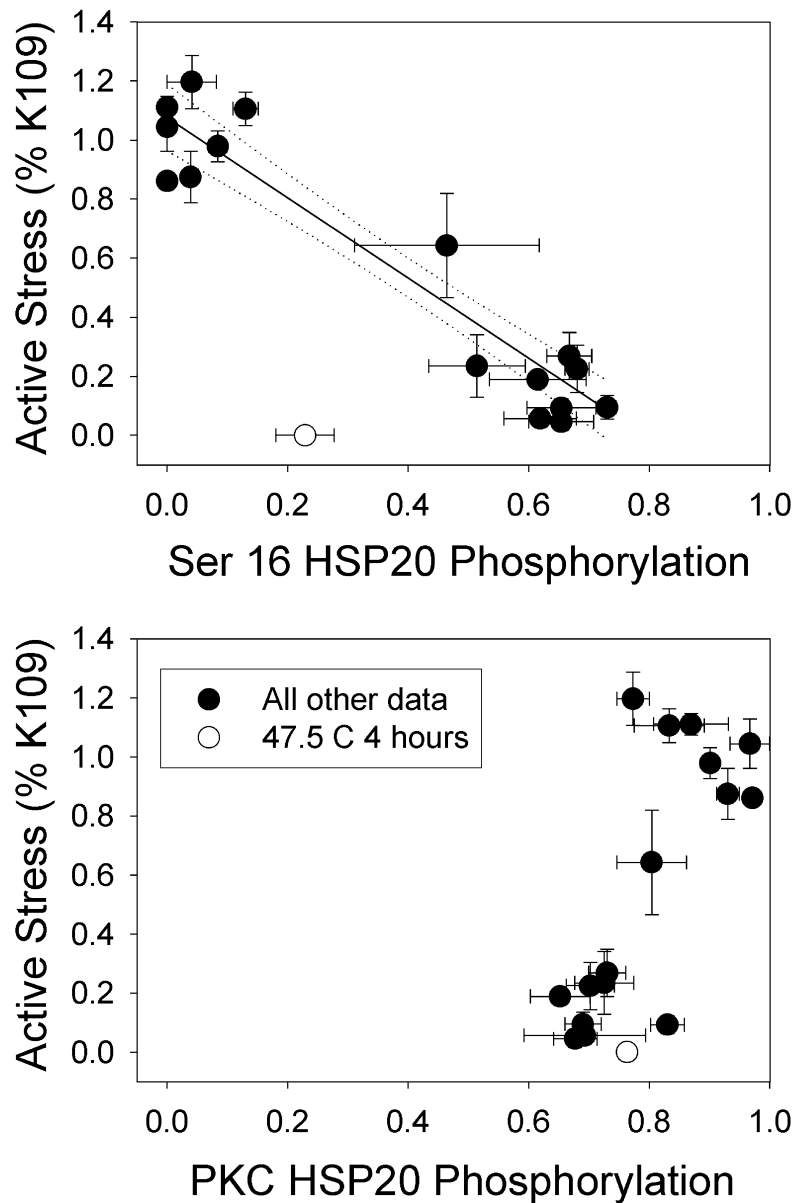 1.4
1.2
1.0
0.8
0.6
0.4
0.2
0.0
Active Stress (% K109)
0.0 0.2 0.4 0.6 0.8 1.0
Ser 16 HSP20 Phosphorylation
1.4
1.2
1.0
0.8
0.6
0.4
0.2
0.0
Active Stress (% K109)
All other data
47.5 C 4 hours
0.0 0.2 0.4 0.6 0.8 1.0
PKC HSP20 Phosphorylation